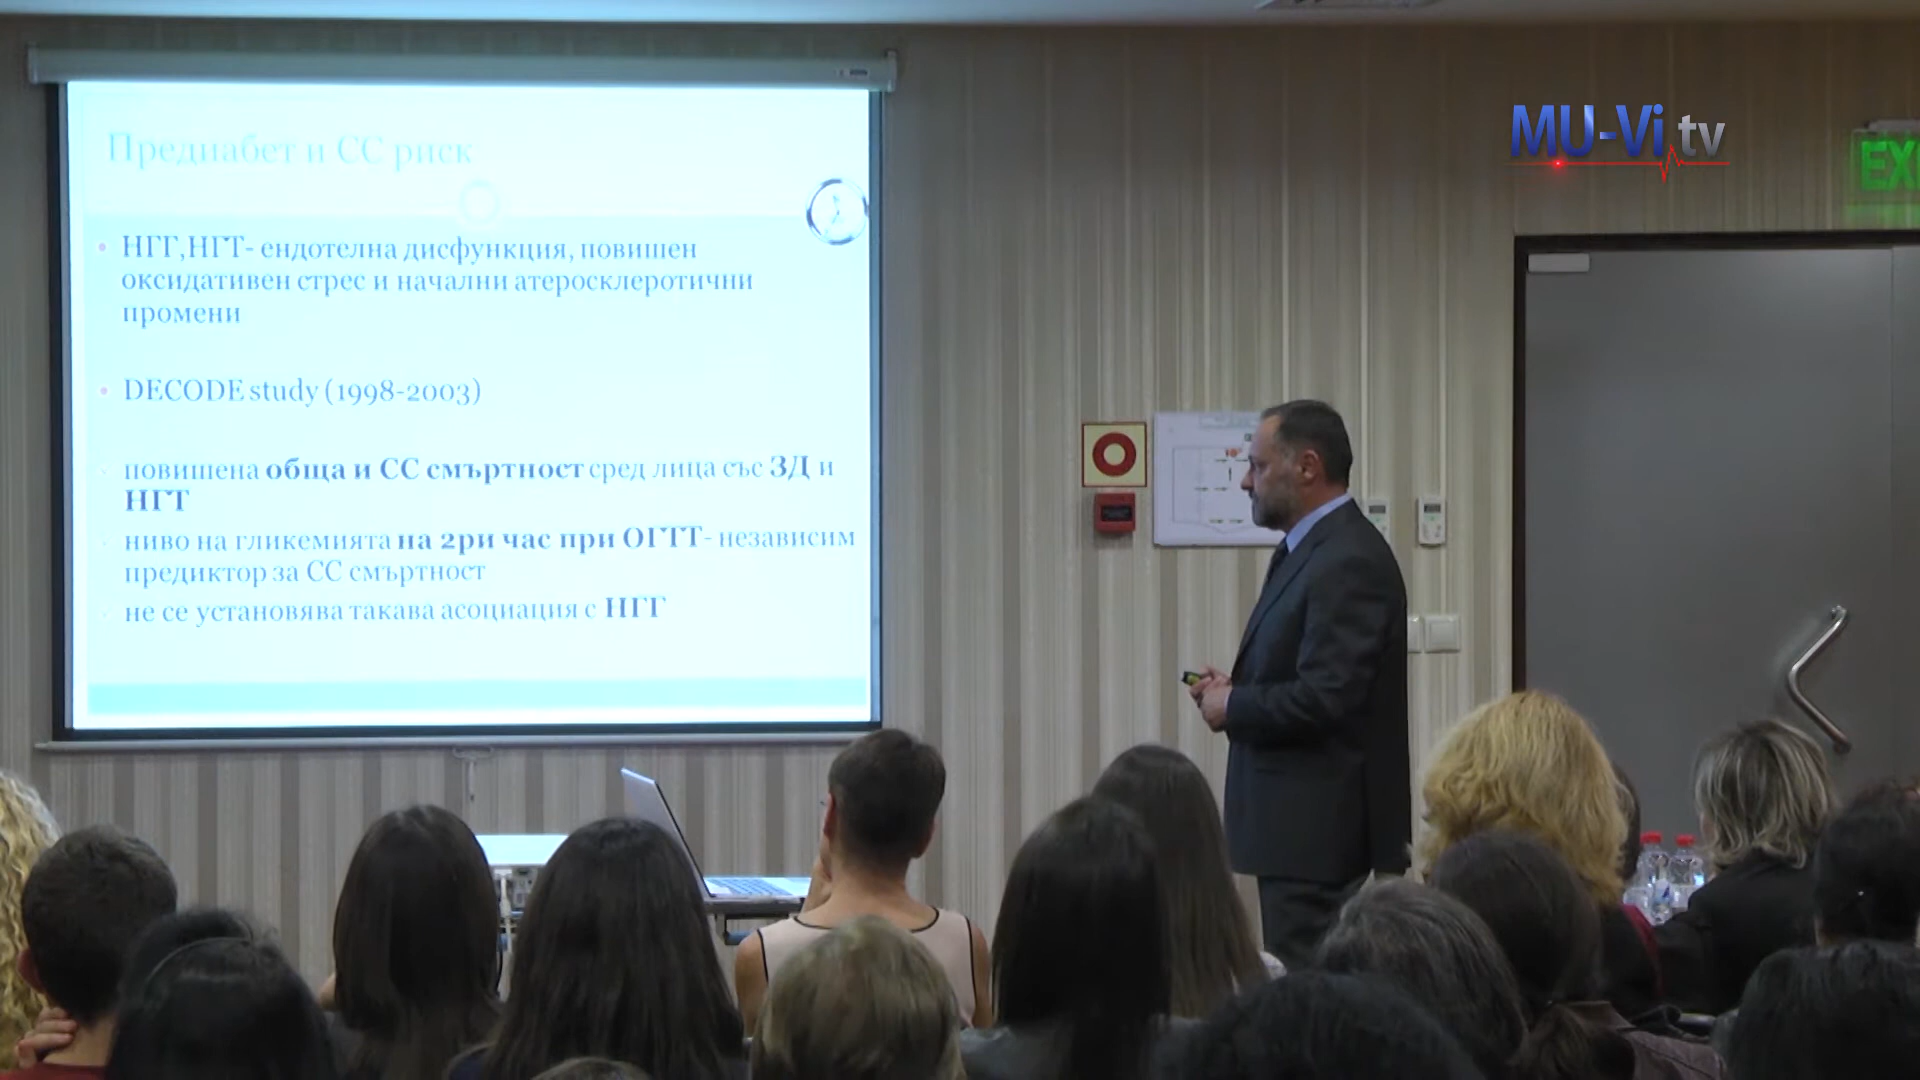 Предиабет и СС риск
НГГ,НГТ- ендотелна дисфункция, повишен
оксидативен стрес и начални атеросклеротични
промени
DECODE study (1998-2003)
повишена обща и СС смъртност сред лица със ЗД и
НГТ
ниво на гликемията на 2ри час при ОГТТ- независим
предиктор за СС смъртност
не се установява такава асоциация с НГГ
MU-Vi.tv